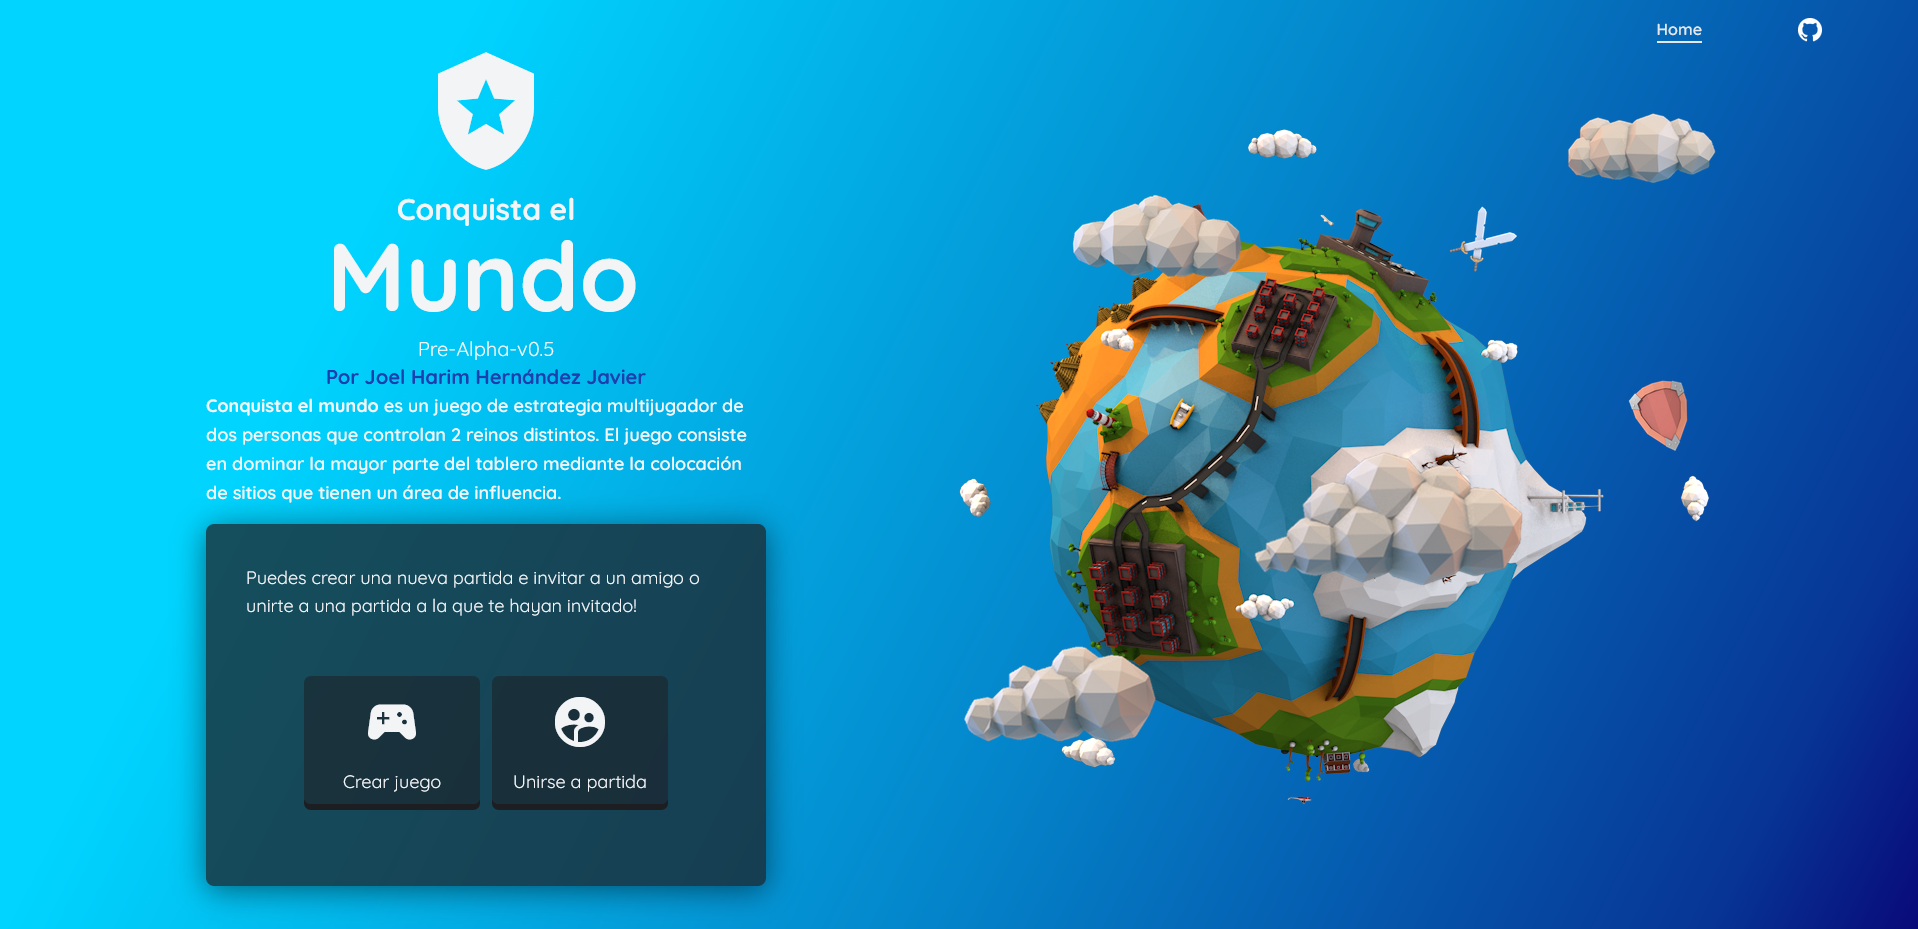 Home
Conquista el
Mundo
Pre-Alpha-v0.5
Por Joel Harim Hernández Javier
Conquista el mundo es un juego de estrategia multijugador de
dos personas que controlan 2 reinos distintos. El juego consiste
en dominar la mayor parte del tablero mediante la colocación
de sitios que tienen un área de influencia.
Puedes crear una nueva partida e invitar a un amigo o
unirte a una partida a la que te hayan invitado!
Crear juego
Unirse a partida